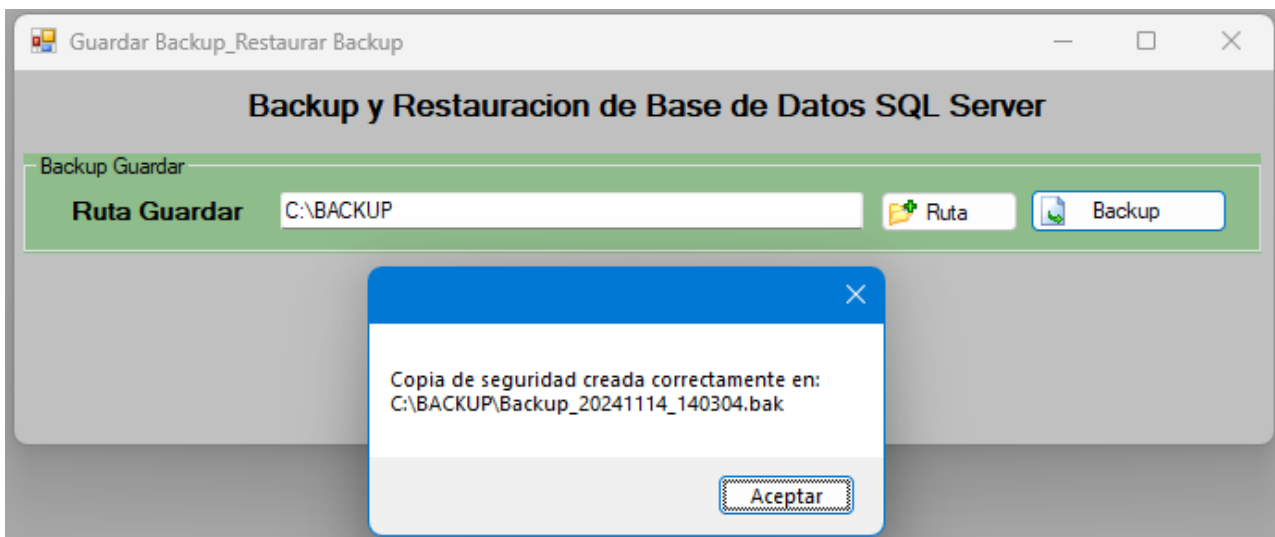 Guardar Backup_Restaurar Backup
Backup y Restauracion de Base de Datos SQL Server
Backup Guardar
Ruta Guardar C:\BACKUP Ruta Backup
Copia de seguridad creada correctamente en:
C:\BACKUP\Backup_20241114_140304.bak
Aceptar